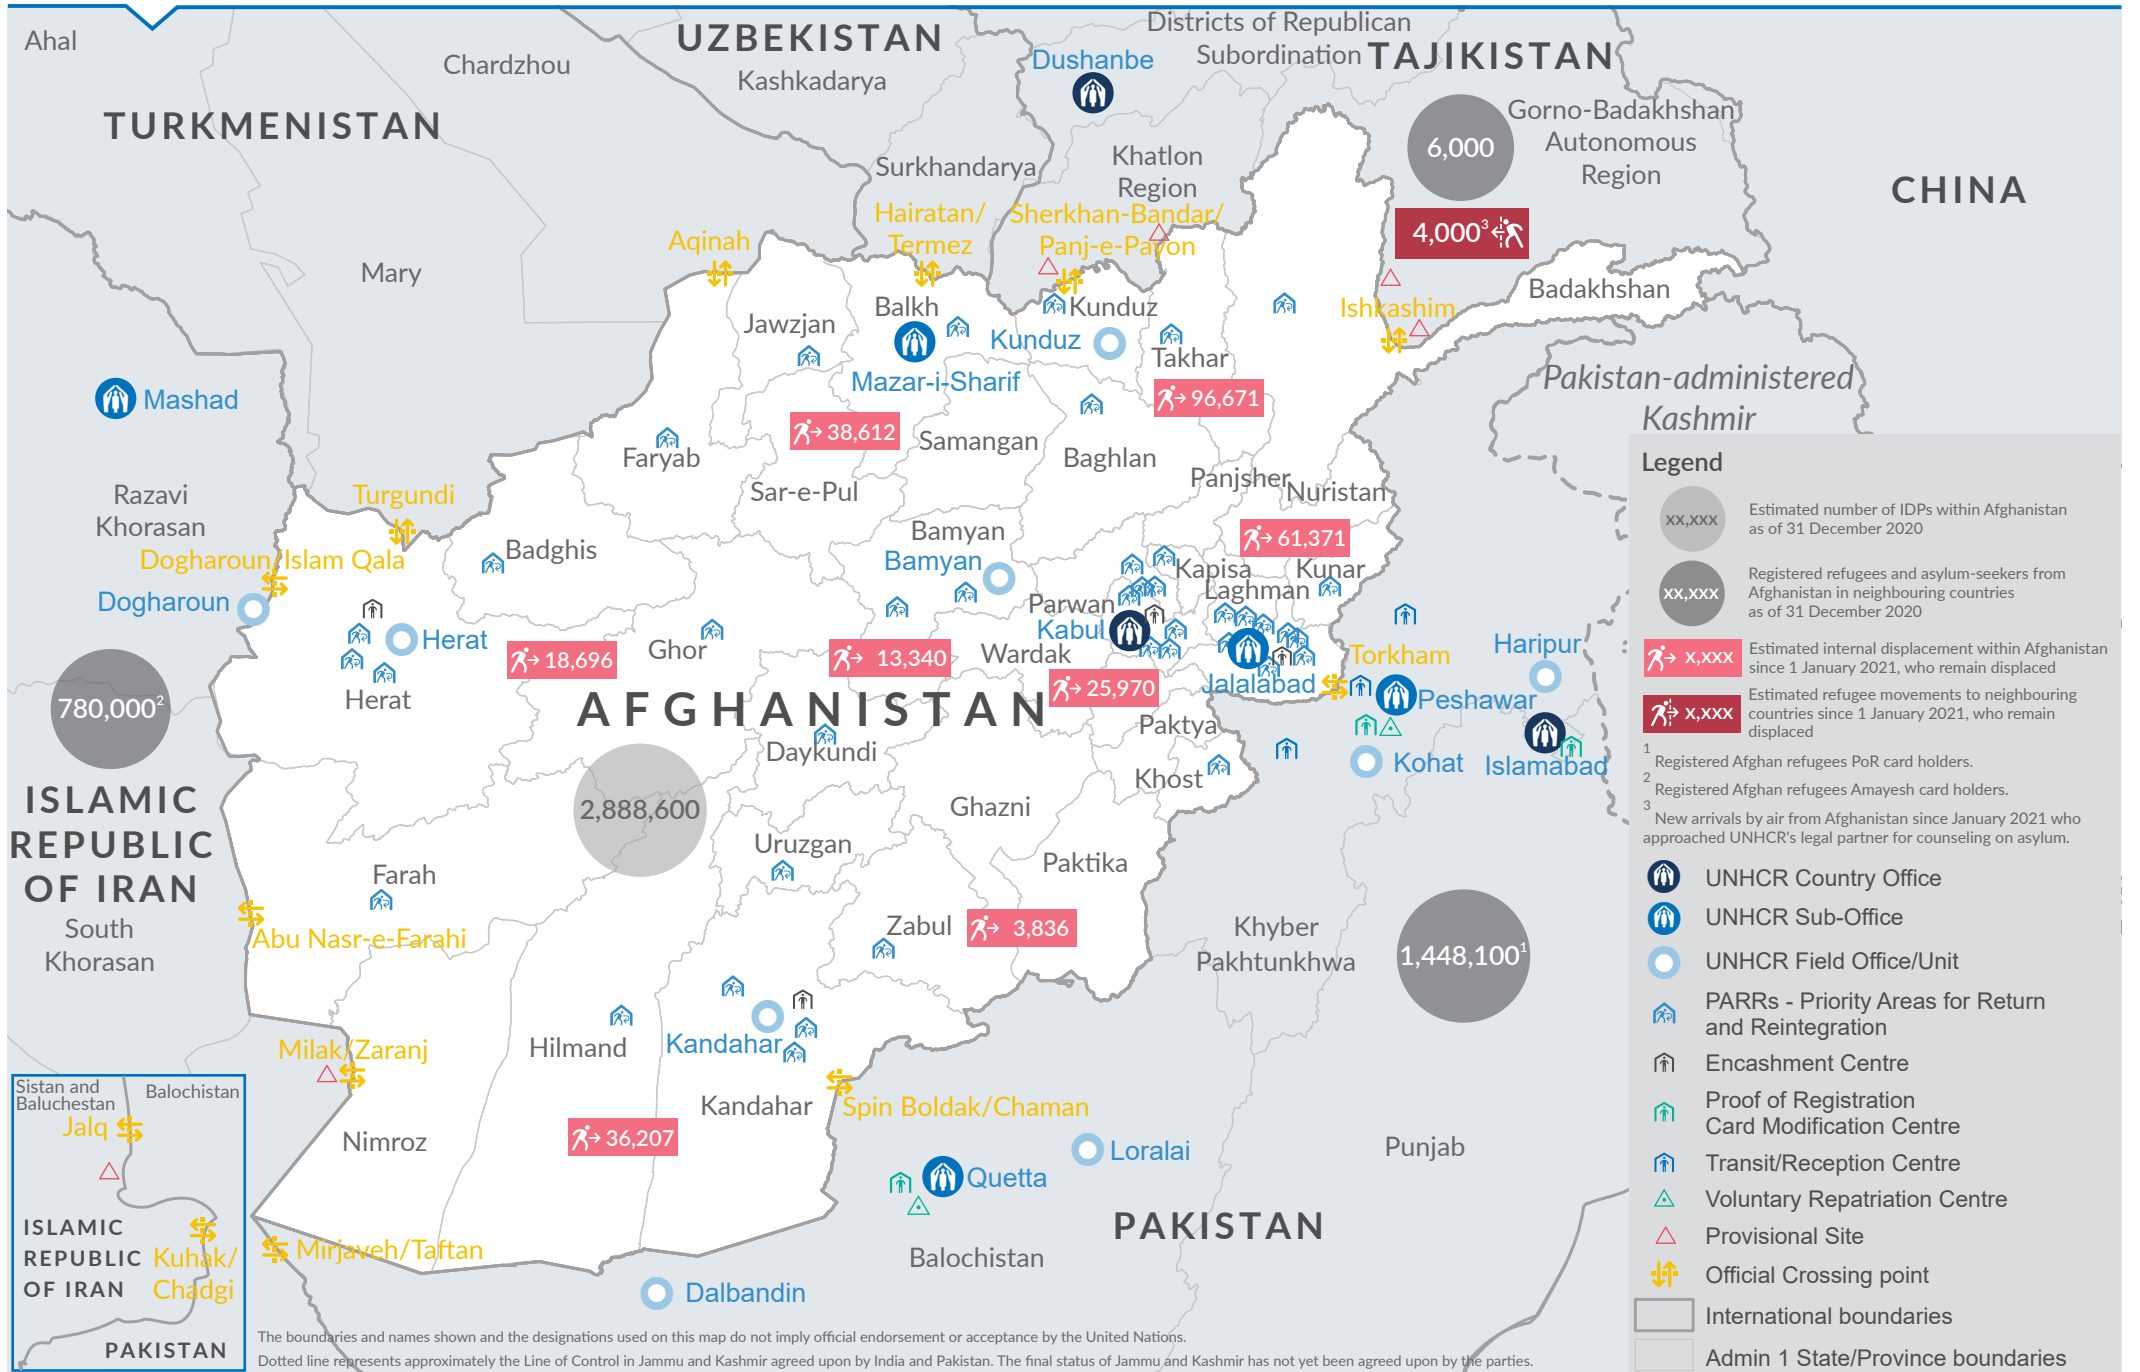 Ahal
Chardzhou
UZBEKISTAN
Kashkadarya
Districts of Republican
Subordination
TAJIKISTAN
Dushanbe
TURKMENISTAN
Gorno-Badakhshan
Autonomous
Region
6,000
CHINA
Surkhandarya
Khatlon
Region
Hairatan/
Termez
Sherkhan-Bandar/
Panj-e-Payon
4,000³
Aqinah
Mary
Badakhshan
Ishkashim
Balkh
Kunduz
Jawzjan
Kunduz
Takhar
Mazar-i-Sharif
Pakistan-administered
Kashmir
Mashad
96,671
38,612
Samangan
Faryab
Baghlan
Panjsher
Nuristan
Sar-e-Pul
Razavi
Khorasan
Turgundi
Bamyan
61,371
Badghis
Bamyan
Dogharoun/Islam Qala
Kapisa
Kunar
Laghman
Dogharoun
Parwan
Kabul
Herat
Ghor
Wardak
Torkham
Haripur
18,696
13,340
25,970
Jalalabad
Peshawar
Herat
780,000²
AFGHANISTAN
Paktya
Daykundi
Kohat
Islamabad
Khost
ISLAMIC
REPUBLIC
OF IRAN
2,888,600
Ghazni
Uruzgan
Paktika
Farah
South
Khorasan
Abu Nasr-e-Farahi
Zabul
3,836
Khyber
Pakhtunkhwa
1,448,100¹
Hilmand
Kandahar
Milak/Zaranj
Kandahar
Spin Boldak/Chaman
Nimroz
36,207
Loralai
Punjab
Quetta
PAKISTAN
Balochistan
Mirjaveh/Taftan
Dalbandin
Sistan and
Baluchestan
Balochistan
Jalq
ISLAMIC
REPUBLIC
OF IRAN
Kuhak/
Chadgi
PAKISTAN
Legend
xx,xxx
Estimated number of IDPs within Afghanistan
as of 31 December 2020
xx,xxx
Registered refugees and asylum-seekers from
Afghanistan in neighbouring countries
as of 31 December 2020
x,xxx
Estimated internal displacement within Afghanistan
since 1 January 2021, who remain displaced
x,xxx
Estimated refugee movements to neighbouring
countries since 1 January 2021, who remain
displaced
1 Registered Afghan refugees PoR card holders.
2 Registered Afghan refugees Amayesh card holders.
3 New arrivals by air from Afghanistan since January 2021 who
approached UNHCR's legal partner for counseling on asylum.
UNHCR Country Office
UNHCR Sub-Office
UNHCR Field Office/Unit
PARRs - Priority Areas for Return
and Reintegration
Encashment Centre
Proof of Registration
Card Modification Centre
Transit/Reception Centre
Voluntary Repatriation Centre
Provisional Site
Official Crossing point
International boundaries
Admin 1 State/Province boundaries
The boundaries and names shown and the designations used on this map do not imply official endorsement or acceptance by the United Nations.
Dotted line represents approximately the Line of Control in Jammu and Kashmir agreed upon by India and Pakistan. The final status of Jammu and Kashmir has not yet been agreed upon by the parties.